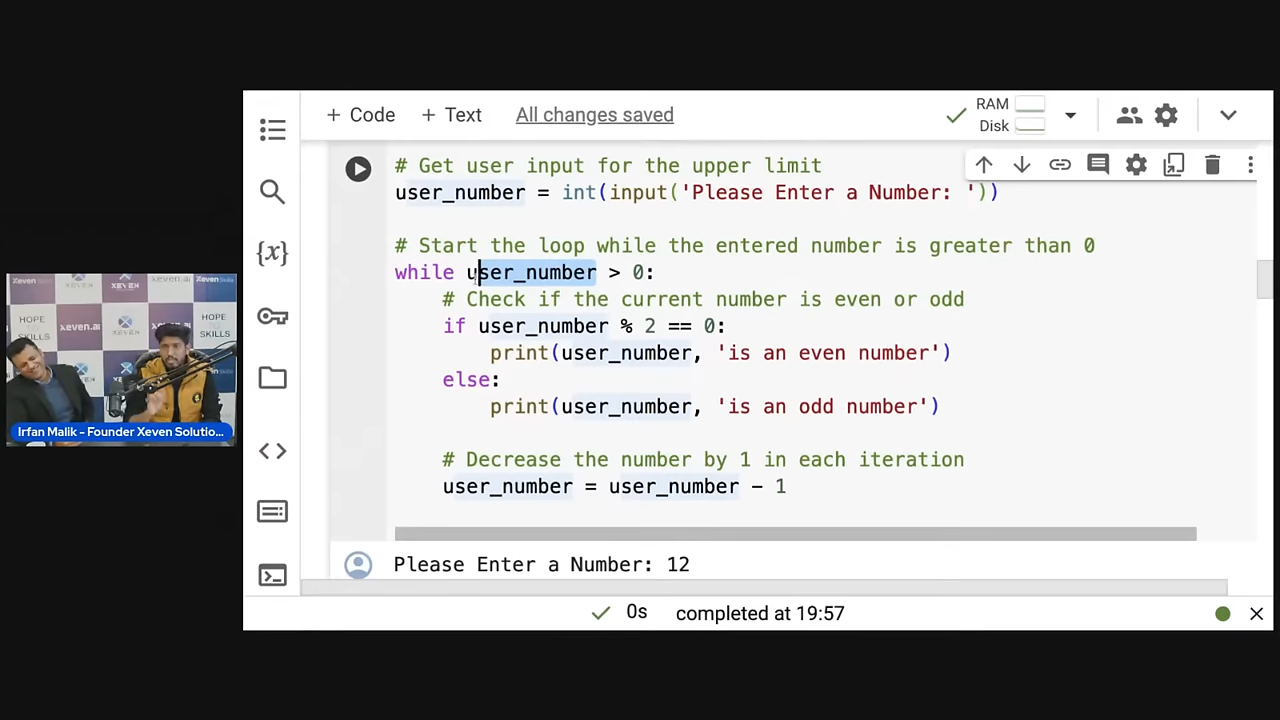 + Code + Text All changes saved
RAM
Disk
# Get user input for the upper limit
user_number = int(input('Please Enter a Number: '))
# Start the loop while the entered number is greater than 0
while user_number > 0:
# Check if the current number is even or odd
if user_number % 2 == 0:
print(user_number, 'is an even number')
else:
print(user_number, 'is an odd number')
# Decrease the number by 1 in each iteration
user_number = user_number - 1
Please Enter a Number: 12
0s completed at 19:57
{x}
xeven.ai
HOPE
SKILLS
Irfan Malik - Founder Xeven Solutio...